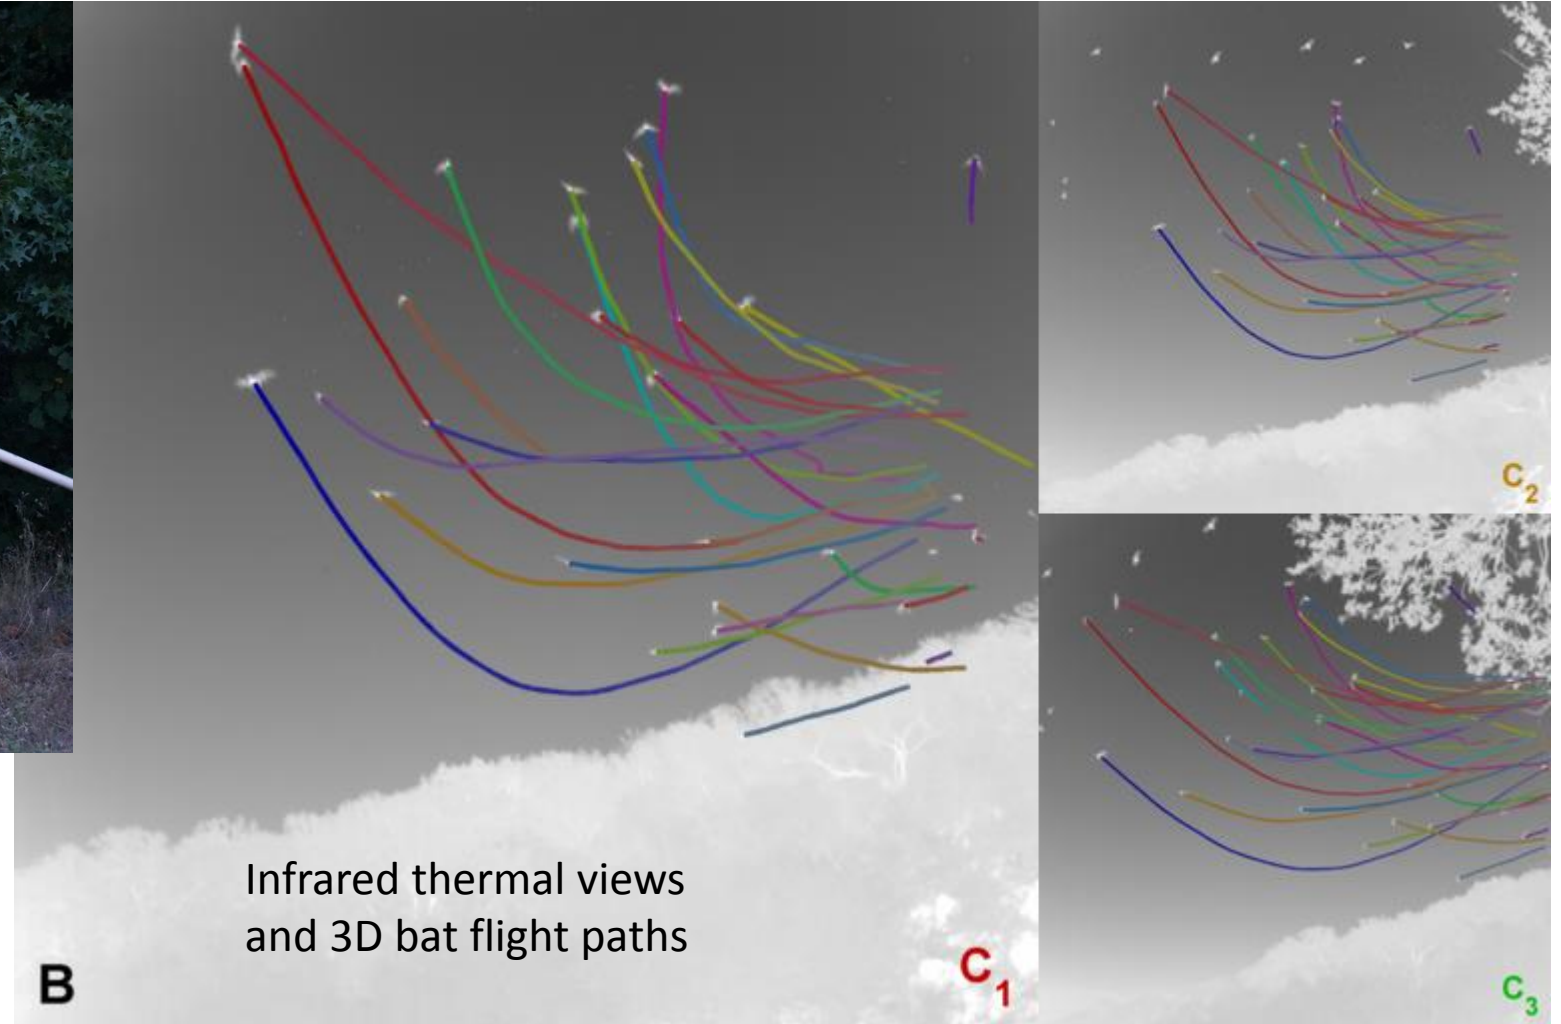 C2
Infrared thermal views
and 3D bat flight paths
B
C1
C3